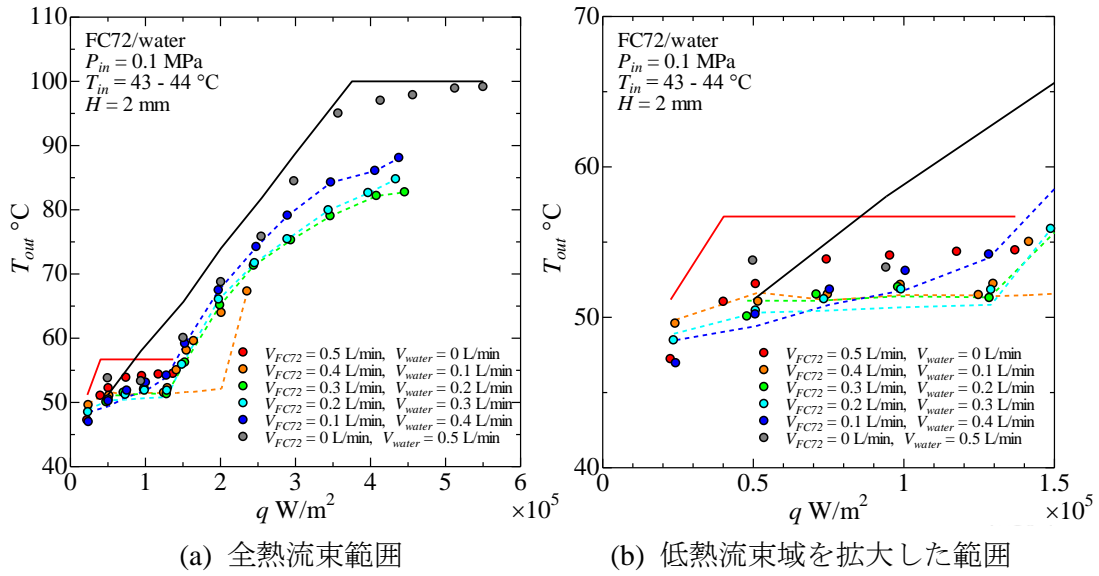 FC72/water
P_in = 0.1 MPa
T_in = 43 - 44 °C
H = 2 mm
T_out °C
110
100
90
80
70
60
50
40
0
1
2
3
4
5
6
×10^5
q W/m²
V_FC72 = 0.5 L/min, V_water = 0 L/min
V_FC72 = 0.4 L/min, V_water = 0.1 L/min
V_FC72 = 0.3 L/min, V_water = 0.2 L/min
V_FC72 = 0.2 L/min, V_water = 0.3 L/min
V_FC72 = 0.1 L/min, V_water = 0.4 L/min
V_FC72 = 0 L/min, V_water = 0.5 L/min
(a) 全熱流束範囲
FC72/water
P_in = 0.1 MPa
T_in = 43 - 44 °C
H = 2 mm
T_out °C
70
60
50
40
0
0.5
1
1.5
×10^5
q W/m²
V_FC72 = 0.5 L/min, V_water = 0 L/min
V_FC72 = 0.4 L/min, V_water = 0.1 L/min
V_FC72 = 0.3 L/min, V_water = 0.2 L/min
V_FC72 = 0.2 L/min, V_water = 0.3 L/min
V_FC72 = 0.1 L/min, V_water = 0.4 L/min
V_FC72 = 0 L/min, V_water = 0.5 L/min
(b) 低熱流束域を拡大した範囲